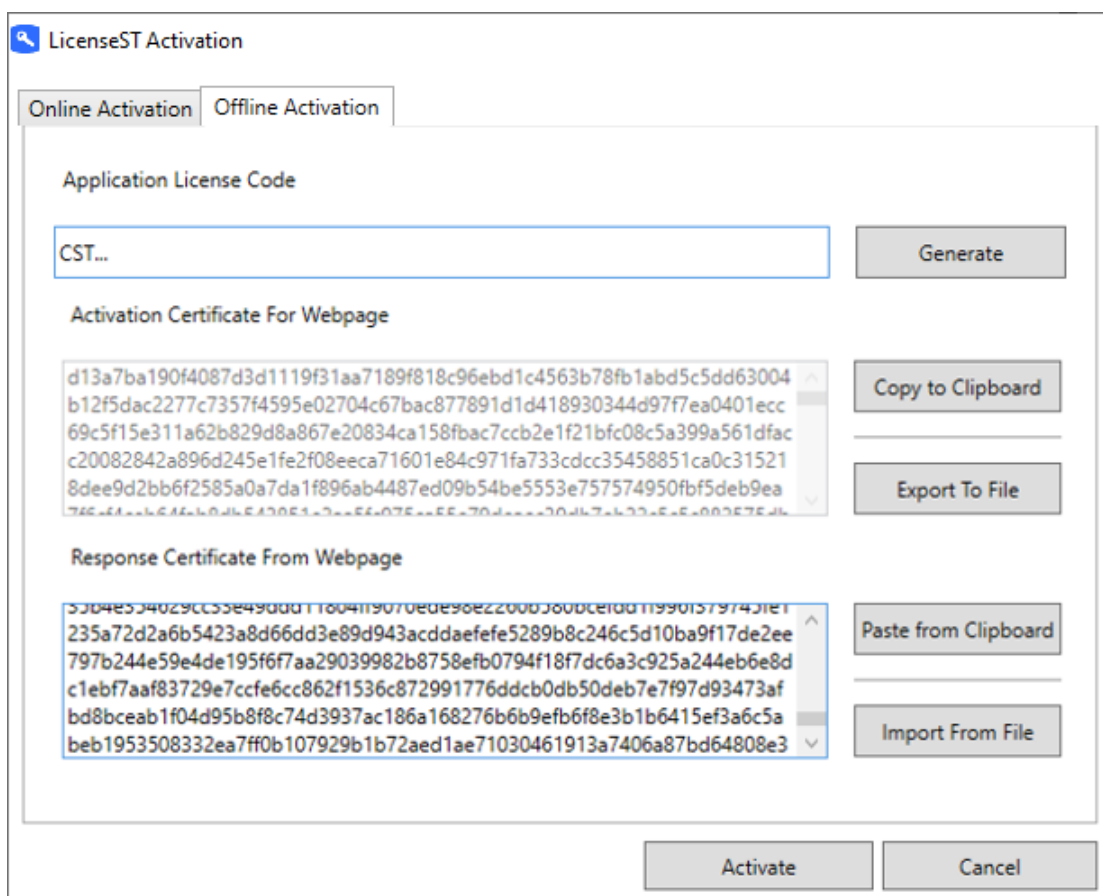 LicenseST Activation
Online Activation
Offline Activation
Application License Code
CST...
Generate
Activation Certificate For Webpage
d13a7ba190f4087d3d1119f31aa7189f818c96ebd1c4563b78fb1abd5c5dd63004
b12f5dac2277c7357f4595e02704c67bac877891d1d418930344d97f7ea0401ecc
69c5f15e311a62b829d8a867e20834ca158fbac7ccb2e1f21bfc08c5a399a561dfac
c20082842a896d245e1fe2f08eeca71601e84c971fa733cdcc35458851ca0c31521
8dee9d2bb6f2585a0a7da1f896ab4487ed09b54be5553e757574950fbf5deb9ea
Copy to Clipboard
Export To File
Response Certificate From Webpage
235a72d2a6b5423a8d66dd3e89d943acddaefefe5289b8c246c5d10ba9f17de2ee
797b244e59e4de195f6f7aa29039982b8758efb0794f18f7dc6a3c925a244eb6e8d
c1ebf7aaf83729e7ccfe6cc862f1536c872991776ddcb0db50deb7e7f97d93473af
bd8bceab1f04d95b8f8c74d3937ac186a168276b6b9efb6f8e3b1b6415ef3a6c5a
beb1953508332ea7ff0b107929b1b72aed1ae71030461913a7406a87bd64808e3
Paste from Clipboard
Import From File
Activate
Cancel